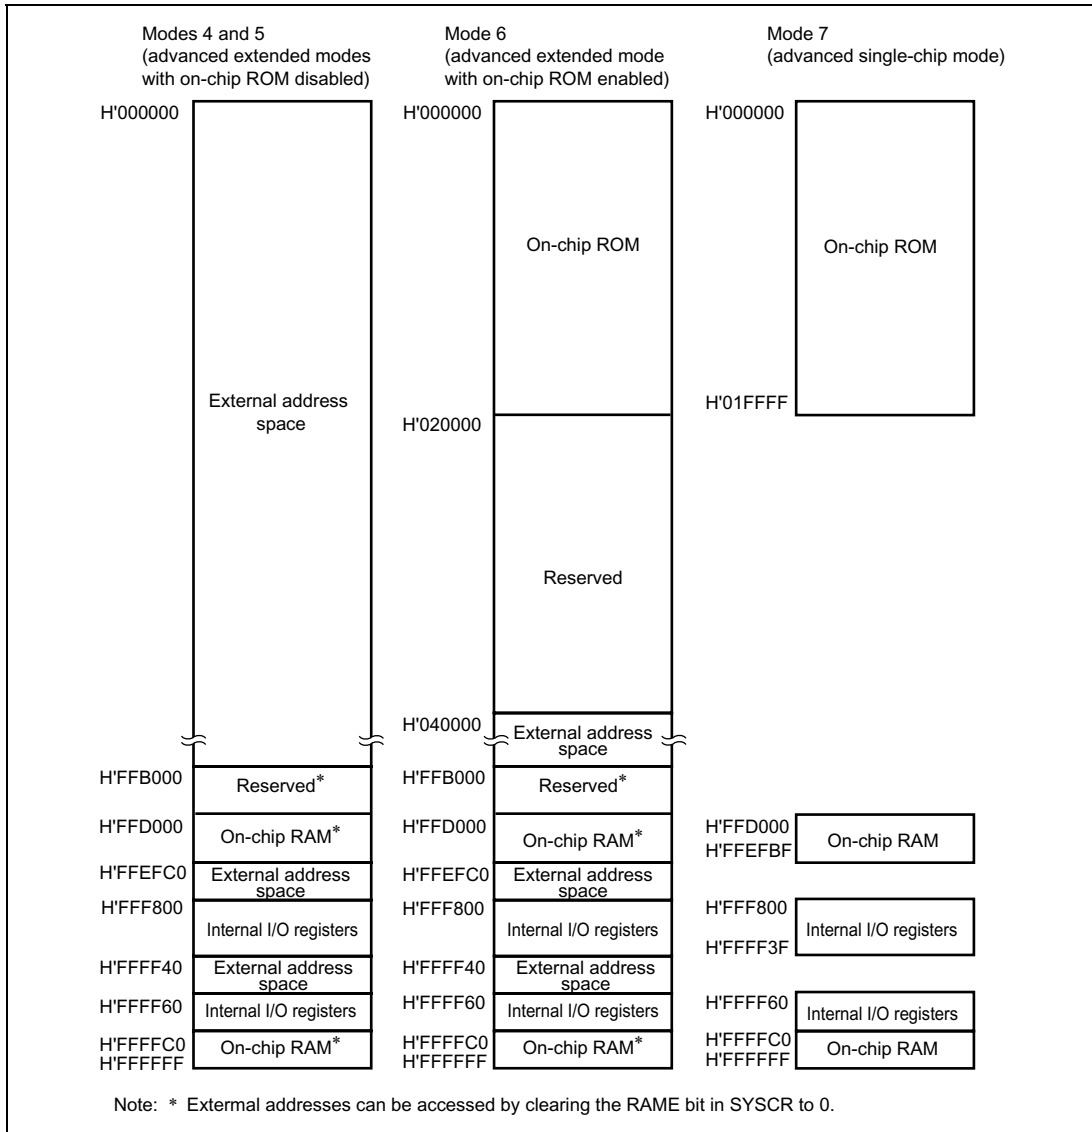 Modes 4 and 5
(advanced extended modes
with on-chip ROM disabled)
H'000000
External address
space
H'FFB000
Reserved*
H'FFD000
On-chip RAM*
H'FFEFC0
External address
space
H'FFF800
Internal I/O registers
H'FFFF40
External address
space
H'FFFF60
Internal I/O registers
H'FFFFC0
On-chip RAM*
H'FFFFFF
Mode 6
(advanced extended mode
with on-chip ROM enabled)
H'000000
On-chip ROM
H'020000
Reserved
H'040000
External address
space
H'FFB000
Reserved*
H'FFD000
On-chip RAM*
H'FFEFC0
External address
space
H'FFF800
Internal I/O registers
H'FFFF40
External address
space
H'FFFF60
Internal I/O registers
H'FFFFC0
On-chip RAM*
H'FFFFFF
Mode 7
(advanced single-chip mode)
H'000000
On-chip ROM
H'01FFFF
H'FFD000
On-chip RAM
H'FFEFBF
H'FFF800
Internal I/O registers
H'FFFF3F
H'FFFF60
Internal I/O registers
H'FFFFC0
On-chip RAM
H'FFFFFF
Note: * Extermal addresses can be accessed by clearing the RAME bit in SYSCR to 0.